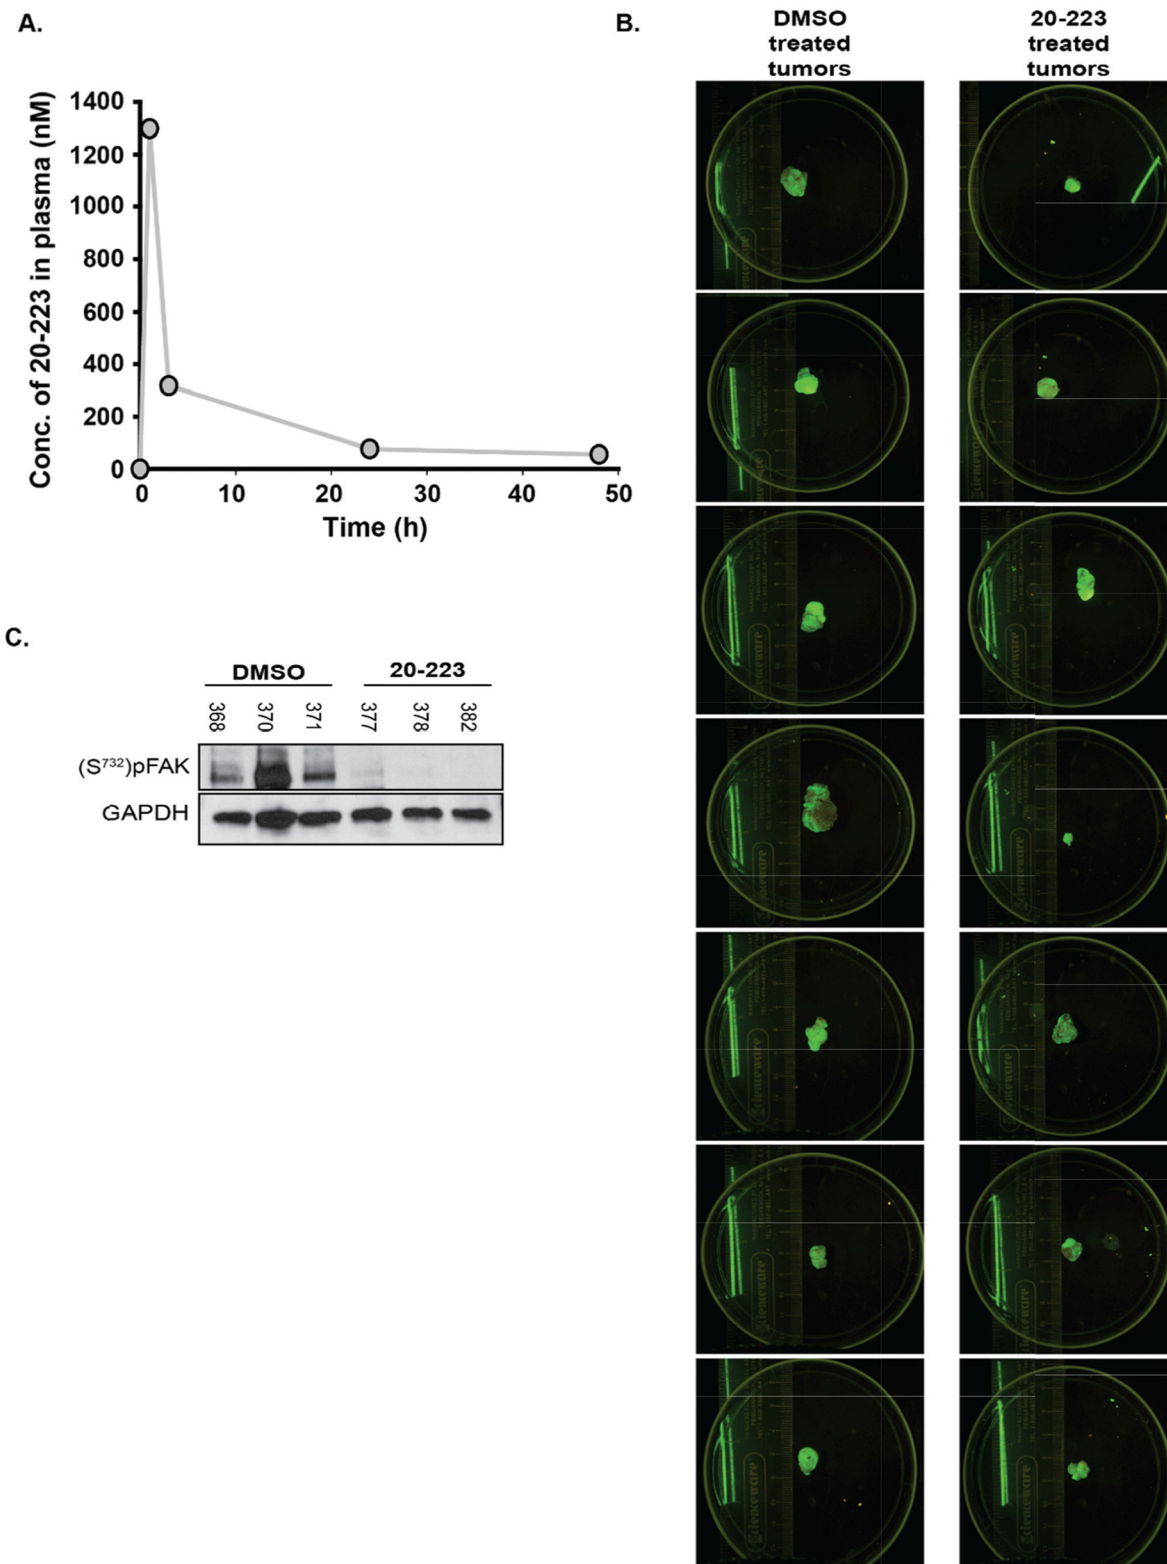 A.
Conc. of 20-223 in plasma (nM)
1400
1200
1000
800
600
400
200
0
0 10 20 30 40 50
Time (h)
B.
DMSO
treated
tumors
20-223
treated
tumors
C.
DMSO 20-223
368 370 371 377 378 382
(S⁷³²)pFAK
GAPDH
Scienceware